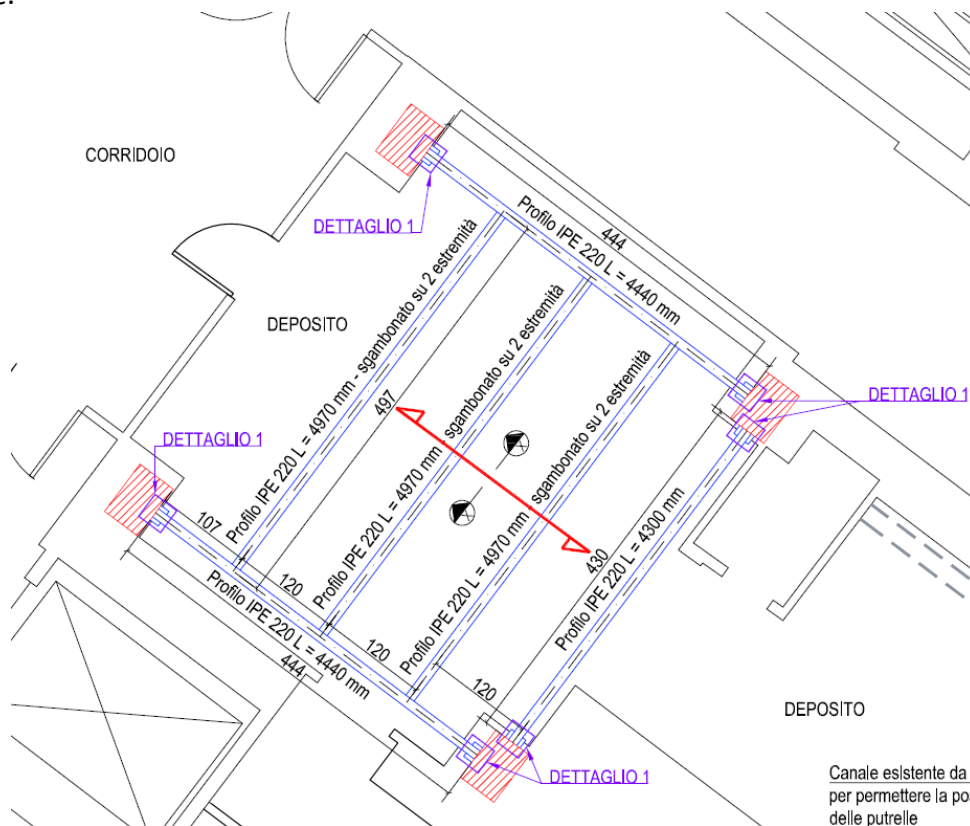 CORRIDOIO
DETTAGLIO 1
Profilo IPE 220 L = 4440 mm
444
DEPOSITO
Profilo IPE 220 L = 4970 mm - sgambonato su 2 estremità
497
Profilo IPE 220 L = 4970 mm - sgambonato su 2 estremità
Profilo IPE 220 L = 4970 mm - sgambonato su 2 estremità
DETTAGLIO 1
DETTAGLIO 1
107
120
120
120
430
Profilo IPE 220 L = 4300 mm
Profilo IPE 220 L = 4440 mm
444
DEPOSITO
DETTAGLIO 1
Canale esistente da
per permettere la pos
delle putrelle